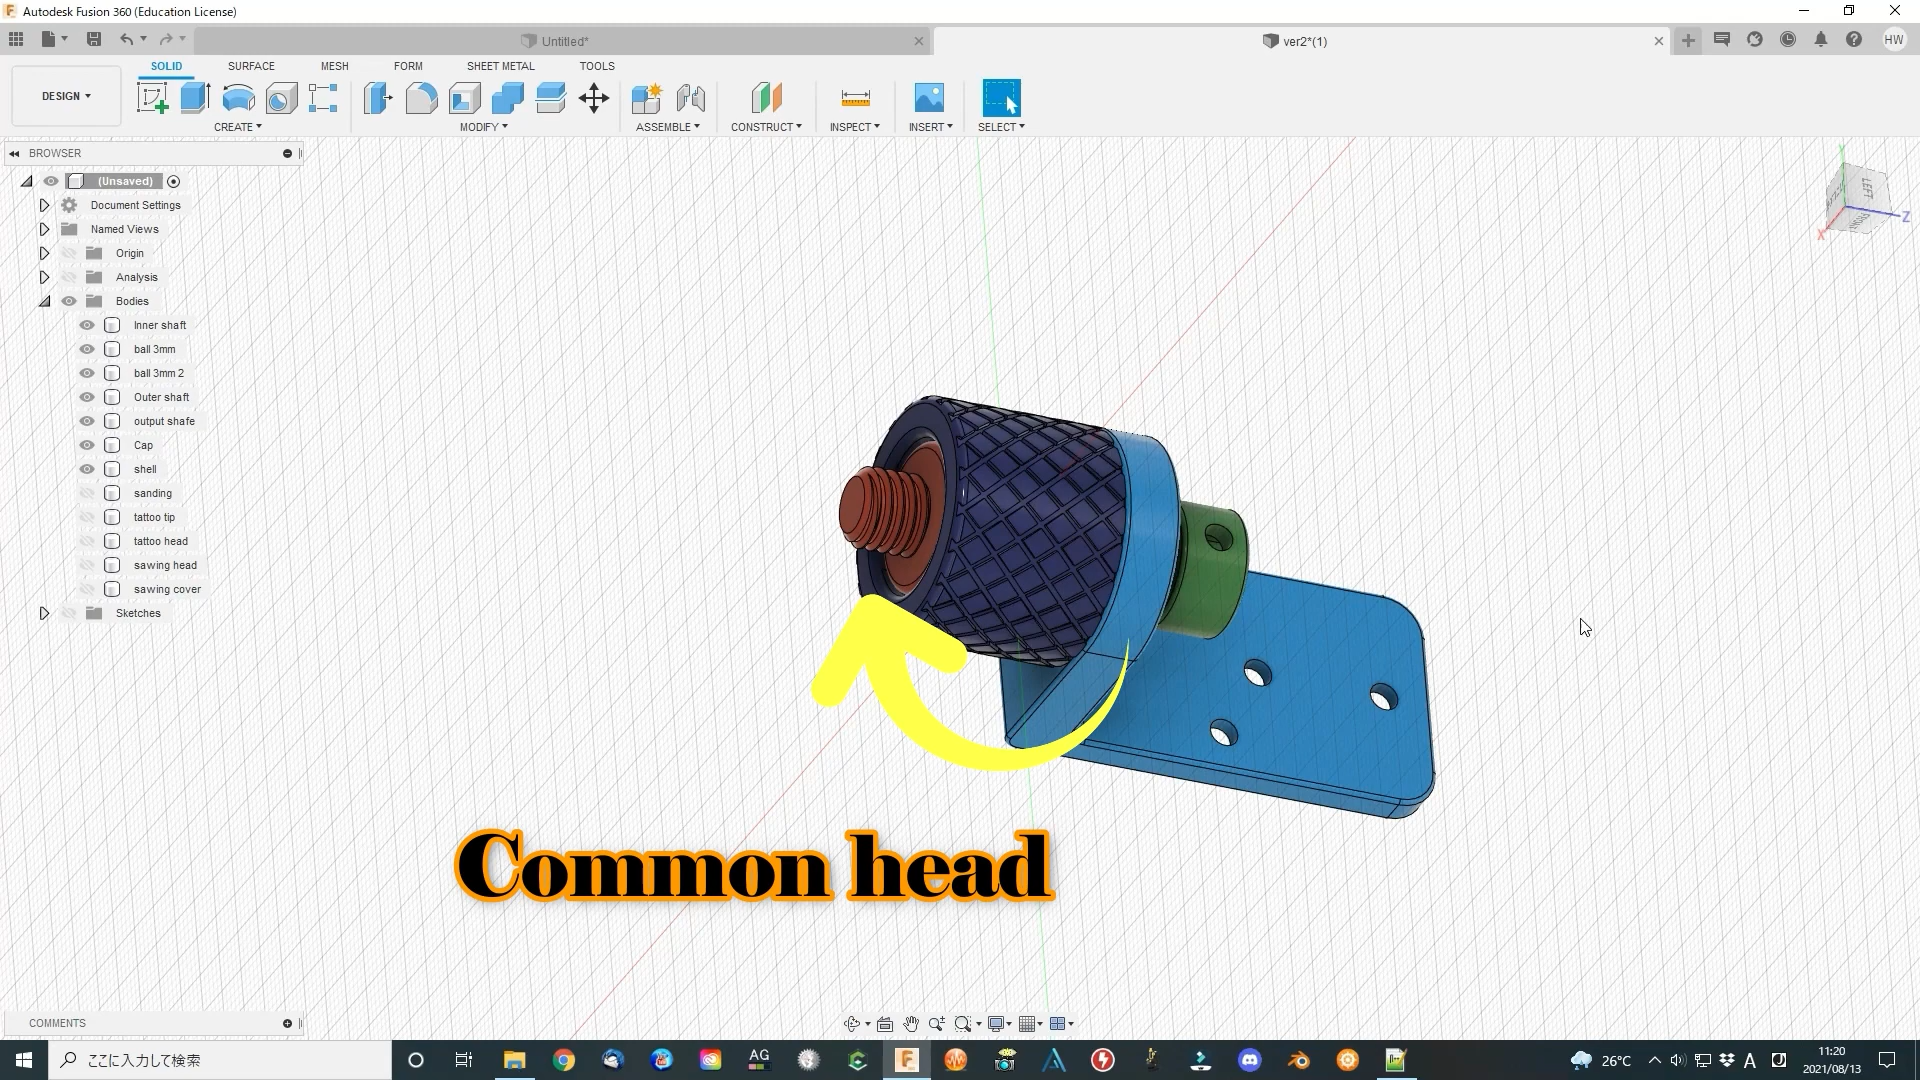 Autodesk Fusion 360 (Education License)
Untitled*
ver2*(1)
HW
DESIGN
SOLID
SURFACE
MESH
FORM
SHEET METAL
TOOLS
CREATE
MODIFY
ASSEMBLE
CONSTRUCT
INSPECT
INSERT
SELECT
BROWSER
(Unsaved)
Document Settings
Named Views
Origin
Analysis
Bodies
Inner shaft
ball 3mm
ball 3mm 2
Outer shaft
output shafe
Cap
shell
sanding
tattoo tip
tattoo head
sawing head
sawing cover
Sketches
Y
LEFT
FRONT
Z
X
Common head
COMMENTS
ここに入力して検索
AG
26°C
A
11:20
2021/08/13